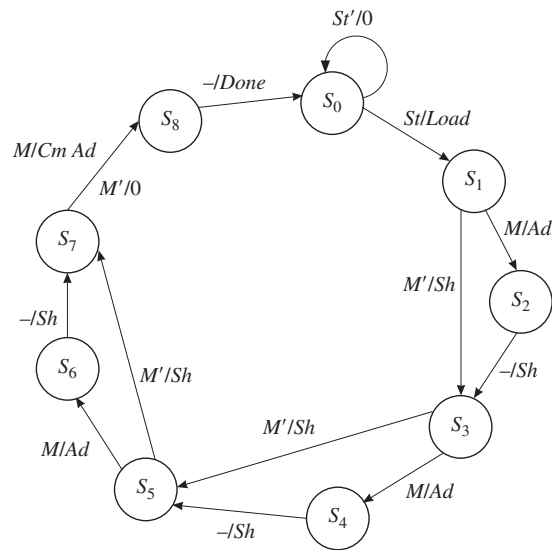 St′/0
–/Done
S0
S8
St/Load
M/Cm Ad
S1
M′/0
M/Ad
S7
M′/Sh
S2
–/Sh
S6
–/Sh
M′/Sh
M′/Sh
S3
M/Ad
M/Ad
S5
S4
–/Sh